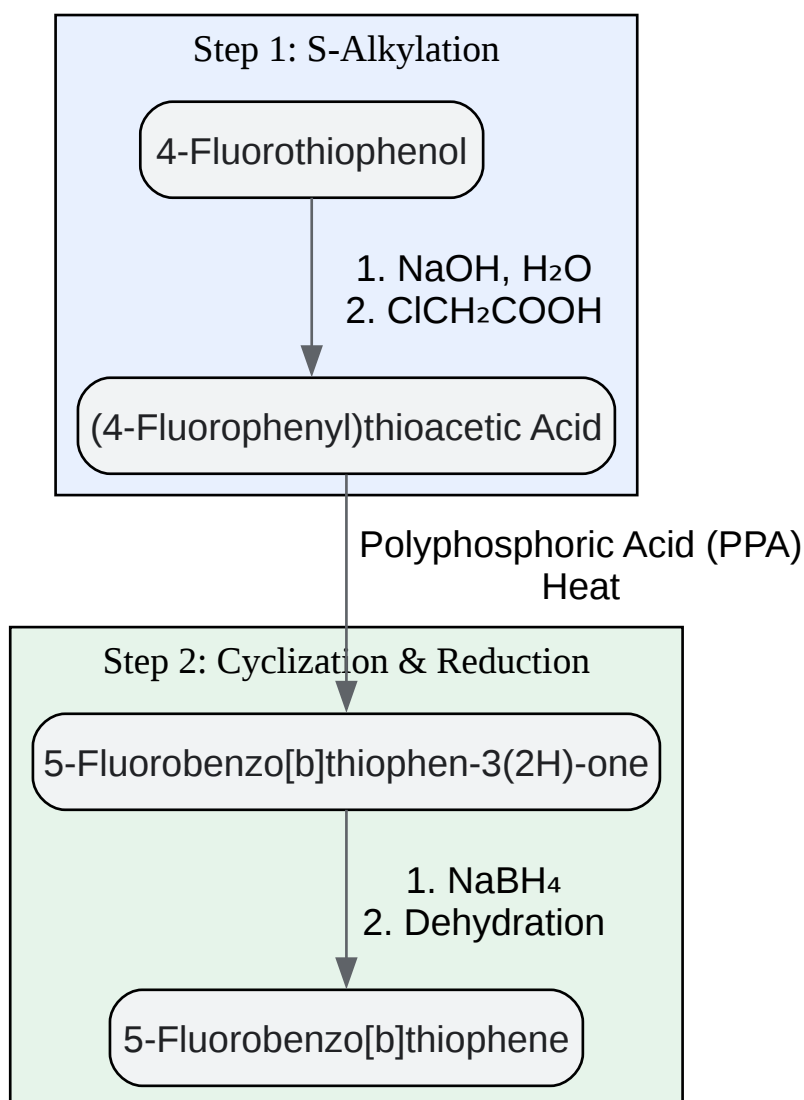 Step 1: S-Alkylation
4-Fluorothiophenol
1. NaOH, H₂O
2. ClCH₂COOH
(4-Fluorophenyl)thioacetic Acid
Polyphosphoric Acid (PPA)
Heat
Step 2: Cyclization & Reduction
5-Fluorobenzo[b]thiophen-3(2H)-one
1. NaBH₄
2. Dehydration
5-Fluorobenzo[b]thiophene